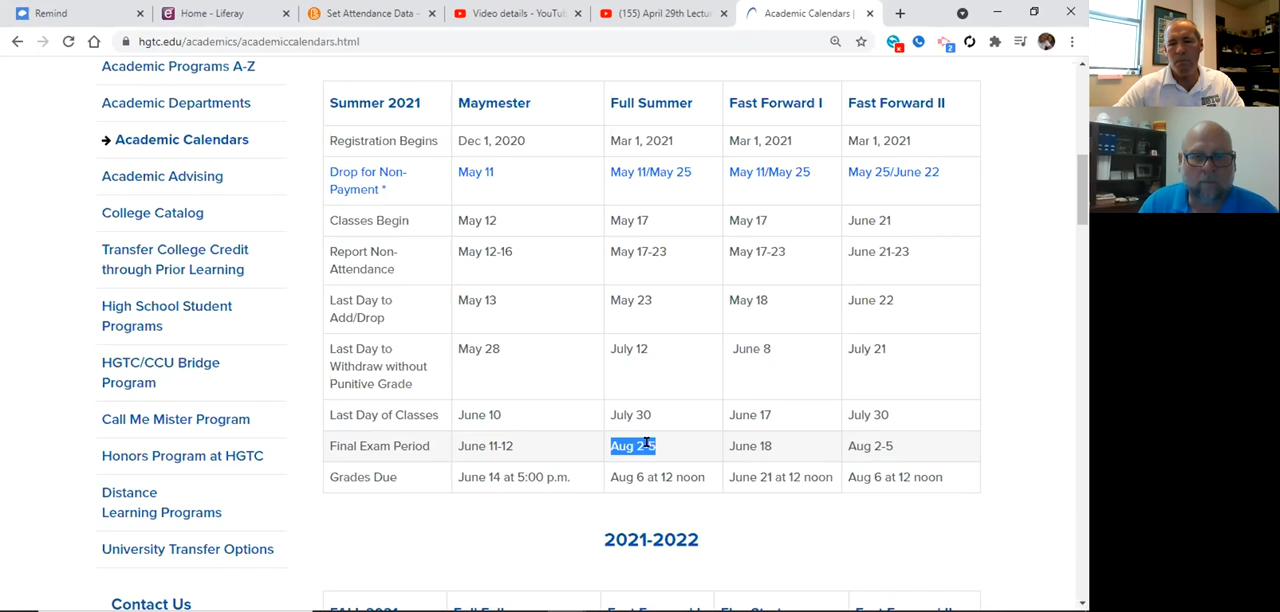 Remind
Home - Liferay
Set Attendance Data -
Video details - YouTub
(155) April 29th Lectu
Academic Calendars |
hgtc.edu/academics/academiccalendars.html
2
Academic Programs A-Z
Academic Departments
Academic Calendars
Academic Advising
College Catalog
Transfer College Credit
through Prior Learning
High School Student
Programs
HGTC/CCU Bridge
Program
Call Me Mister Program
Honors Program at HGTC
Distance
Learning Programs
University Transfer Options
Contact Us
Summer 2021 Maymester Full Summer Fast Forward I Fast Forward II
Registration Begins Dec 1, 2020 Mar 1, 2021 Mar 1, 2021 Mar 1, 2021
Drop for Non- May 11 May 11/May 25 May 11/May 25 May 25/June 22
Payment *
Classes Begin May 12 May 17 May 17 June 21
Report Non- May 12-16 May 17-23 May 17-23 June 21-23
Attendance
Last Day to May 13 May 23 May 18 June 22
Add/Drop
Last Day to May 28 July 12 June 8 July 21
Withdraw without
Punitive Grade
Last Day of Classes June 10 July 30 June 17 July 30
Final Exam Period June 11-12 Aug 2-5 June 18 Aug 2-5
Grades Due June 14 at 5:00 p.m. Aug 6 at 12 noon June 21 at 12 noon Aug 6 at 12 noon
2021-2022